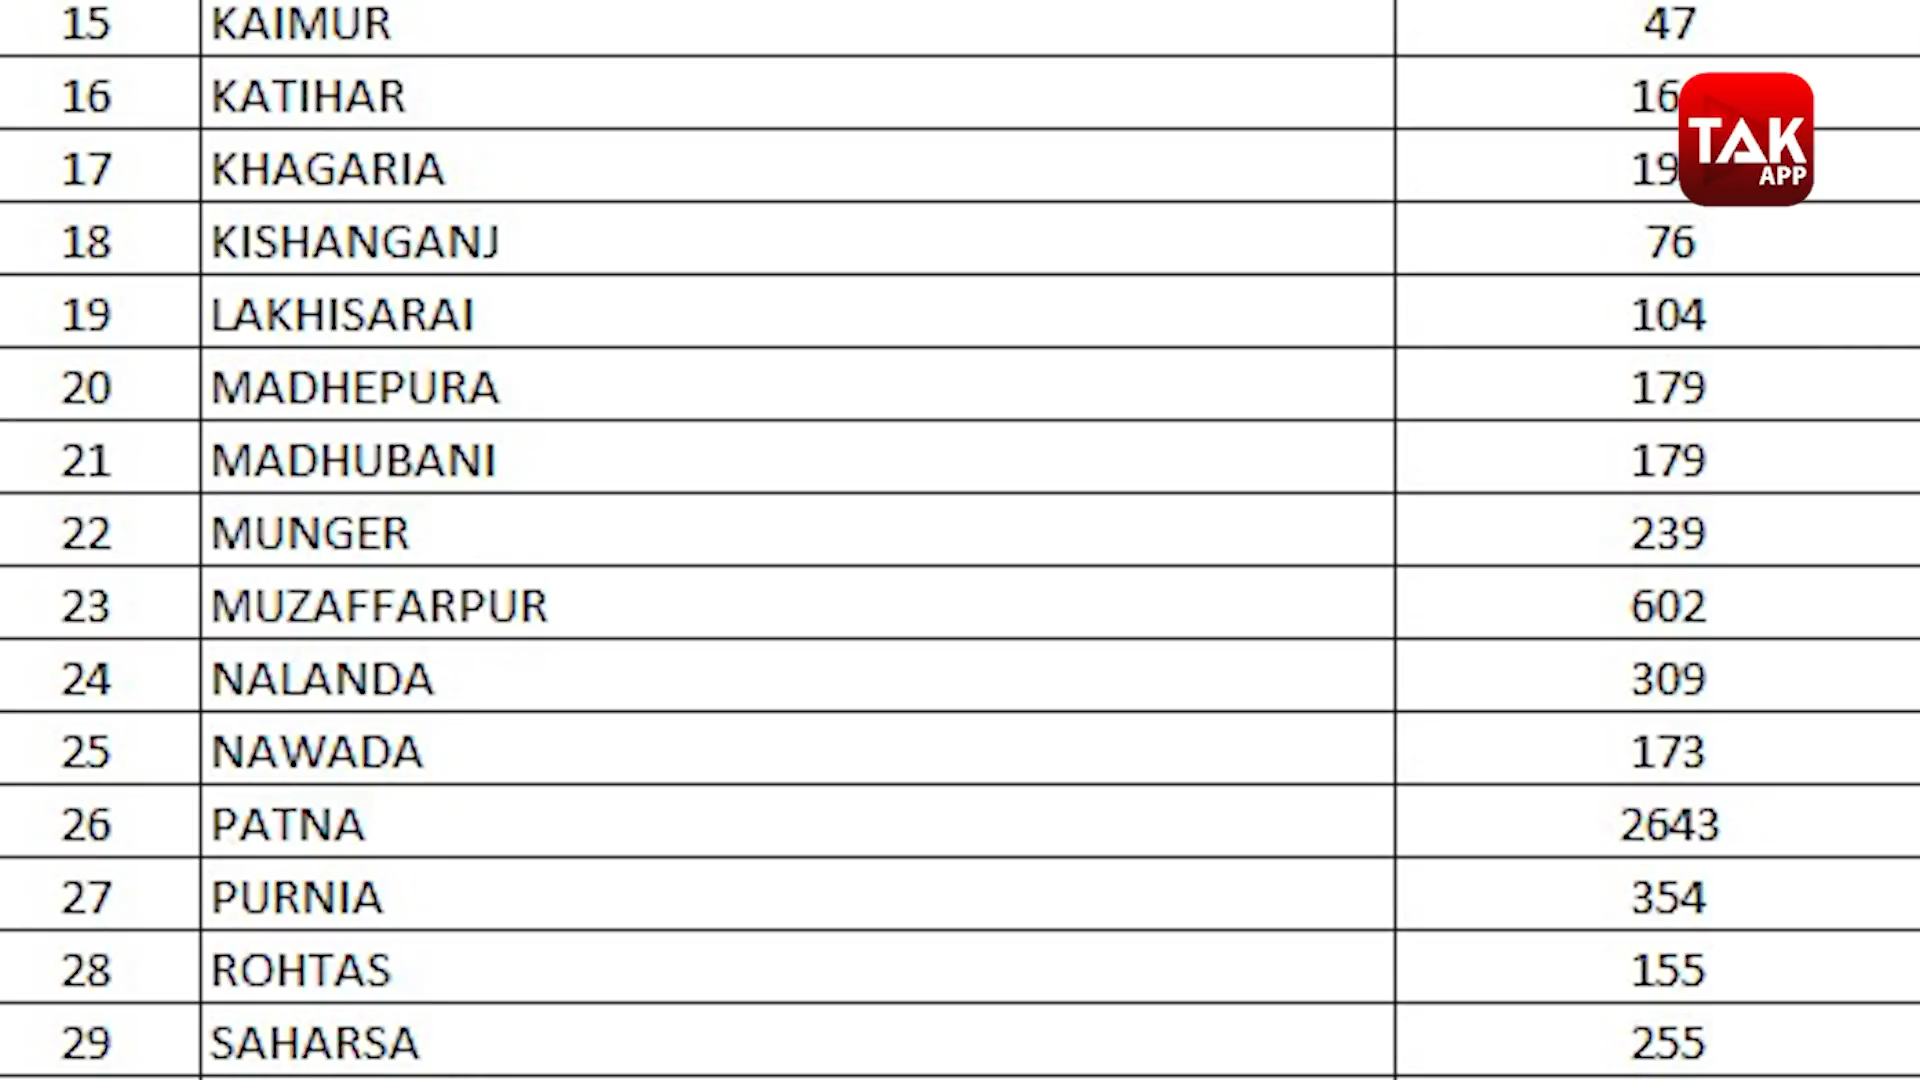 15 KAIMUR 47
16 KATIHAR
17 KHAGARIA
18 KISHANGANJ 76
19 LAKHISARAI 104
20 MADHEPURA 179
21 MADHUBANI 179
22 MUNGER 239
23 MUZAFFARPUR 602
24 NALANDA 309
25 NAWADA 173
26 PATNA 2643
27 PURNIA 354
28 ROHTAS 155
29 SAHARSA 255
TAK
APP